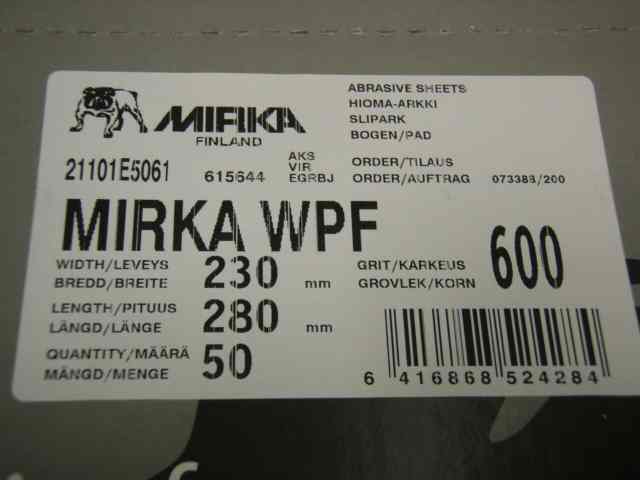 MIRKA
FINLAND
ABRASIVE SHEETS
HIOMA-ARKKI
SLIPARK
BOGEN/PAD
21101E5061
615644
AKS
VIR
EGRBJ
ORDER/TILAUS
ORDER/AUFTRAG 073388/200
MIRKA WPF
600
WIDTH/LEVEYS
BREDD/BREITE
230 mm
GRIT/KARKEUS
GROVLEK/KORN
LENGTH/PITUUS
LÄNGD/LÄNGE
280 mm
QUANTITY/MÄÄRÄ
MÄNGD/MENGE
50
6 416868 524284